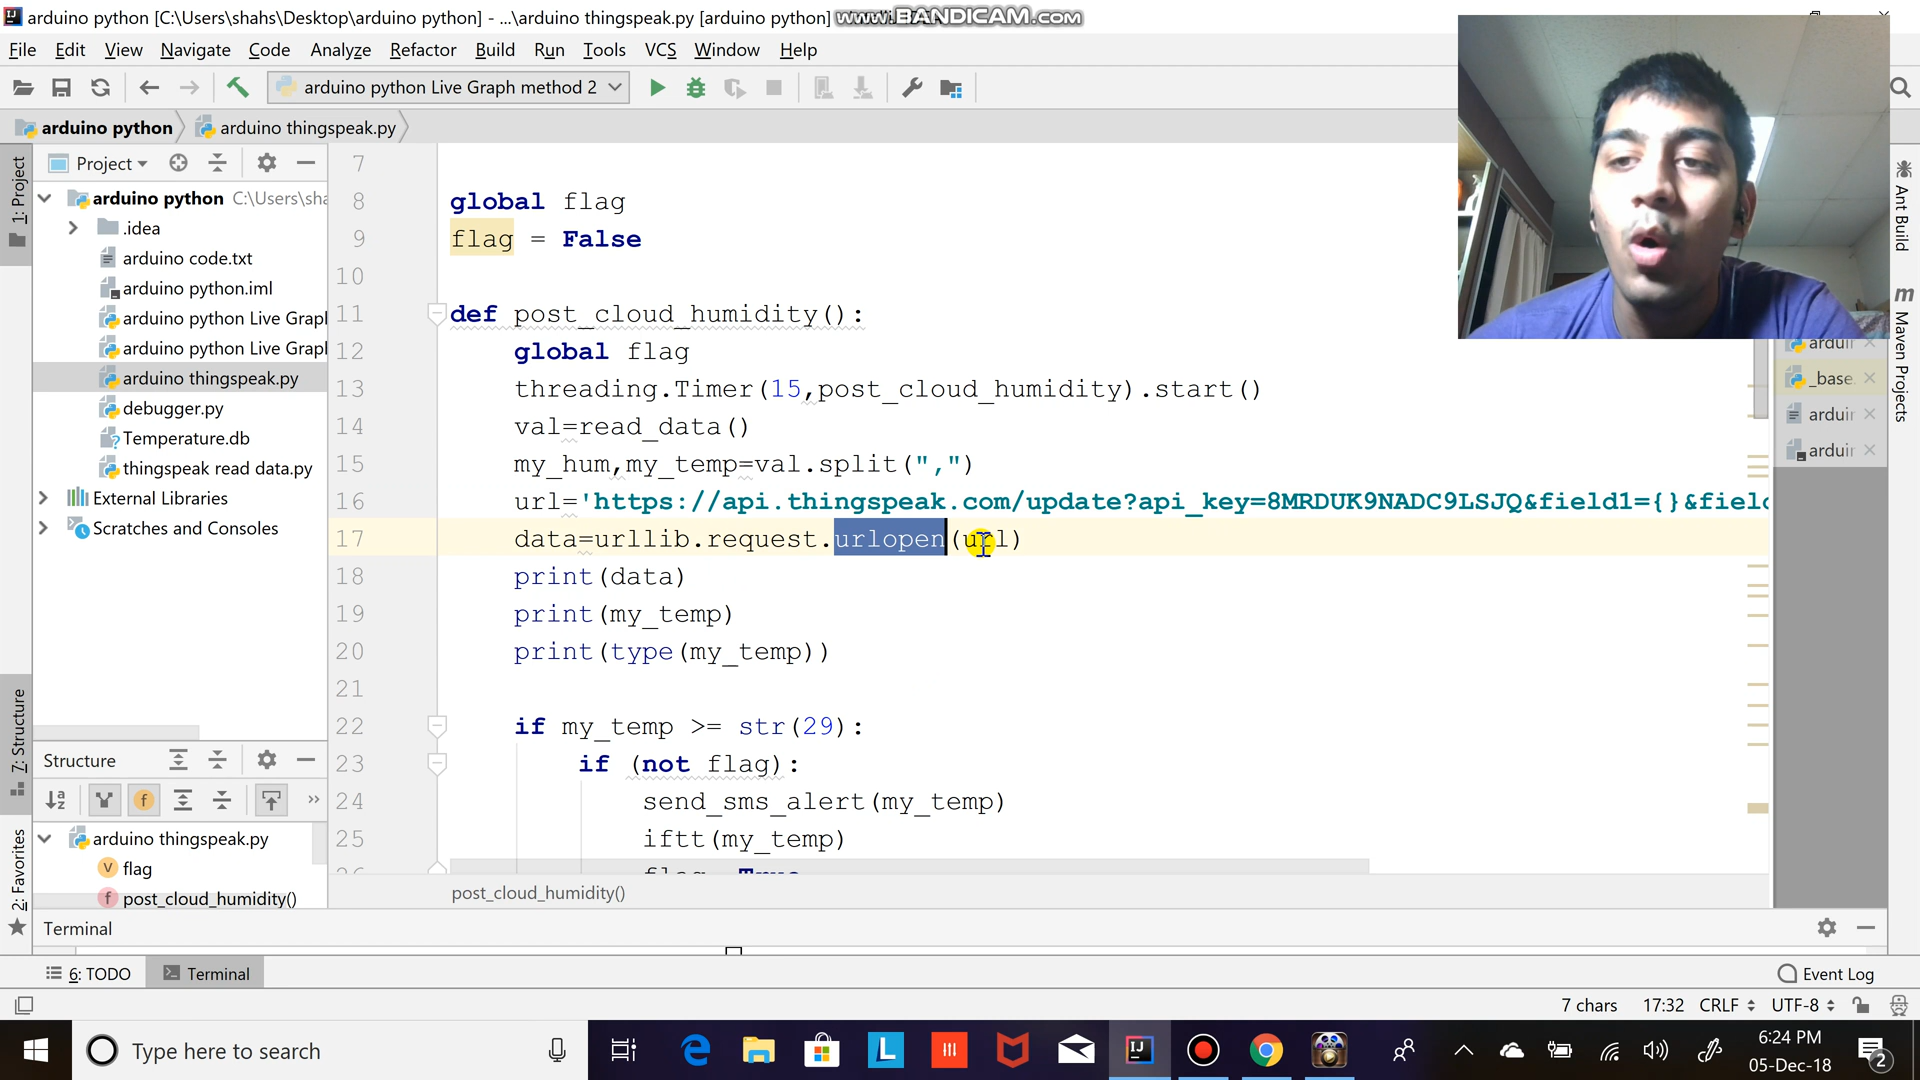 arduino python [C:\Users\shahs\Desktop\arduino python] - ...\arduino thingspeak.py [arduino python]
www.BANDICAM.com
File Edit View Navigate Code Analyze Refactor Build Run Tools VCS Window Help
arduino python Live Graph method 2
arduino python
arduino thingspeak.py
1: Project
Project
arduino python C:\Users\sha
.idea
arduino code.txt
arduino python.iml
arduino python Live Grap
arduino python Live Grap
arduino thingspeak.py
debugger.py
Temperature.db
thingspeak read data.py
External Libraries
Scratches and Consoles
7
8 global flag
9 flag = False
10
11 def post_cloud_humidity():
12 global flag
13 threading.Timer(15,post_cloud_humidity).start()
14 val=read_data()
15 my_hum,my_temp=val.split(",")
16 url='https://api.thingspeak.com/update?api_key=8MRDUK9NADC9LSJQ&field1={}&field
17 data=urllib.request.urlopen(url)
18 print(data)
19 print(my_temp)
20 print(type(my_temp))
21
22 if my_temp >= str(29):
23 if (not flag):
24 send_sms_alert(my_temp)
25 iftt(my_temp)
post_cloud_humidity()
Ant Build
Maven Projects
arduir
_base.
arduir
arduir
7: Structure
Structure
arduino thingspeak.py
flag
post_cloud_humidity()
2: Favorites
Terminal
6: TODO
Terminal
Event Log
7 chars 17:32 CRLF UTF-8
Type here to search
6:24 PM
05-Dec-18
2